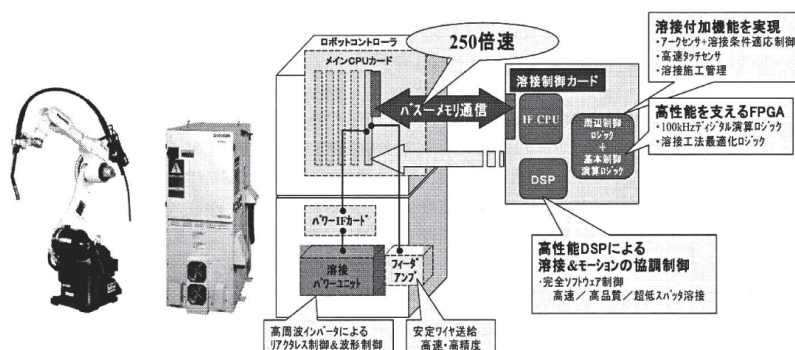 ロボットコントローラ
メインCPUカード
250倍速
バスーメモリ通信
溶接制御カード
IF CPU
DSP
周辺制御
ロジック
+
基本制御
演算ロジック
溶接付加機能を実現
・アークセンサ+溶接条件適応制御
・高速タッチセンサ
・溶接施工管理
高性能を支えるFPGA
・100kHzディジタル演算ロジック
・溶接工法最適化ロジック
パワーIFカード
溶接
パワーユニット
フィーダ
アンプ
高性能DSPによる
溶接&モーションの協調制御
・完全ソフトウェア制御
高速/高品質/超低スパッタ溶接
高周波インバータによる
リアクタレス制御&波形制御
安定ワイヤ送給
高速・高精度